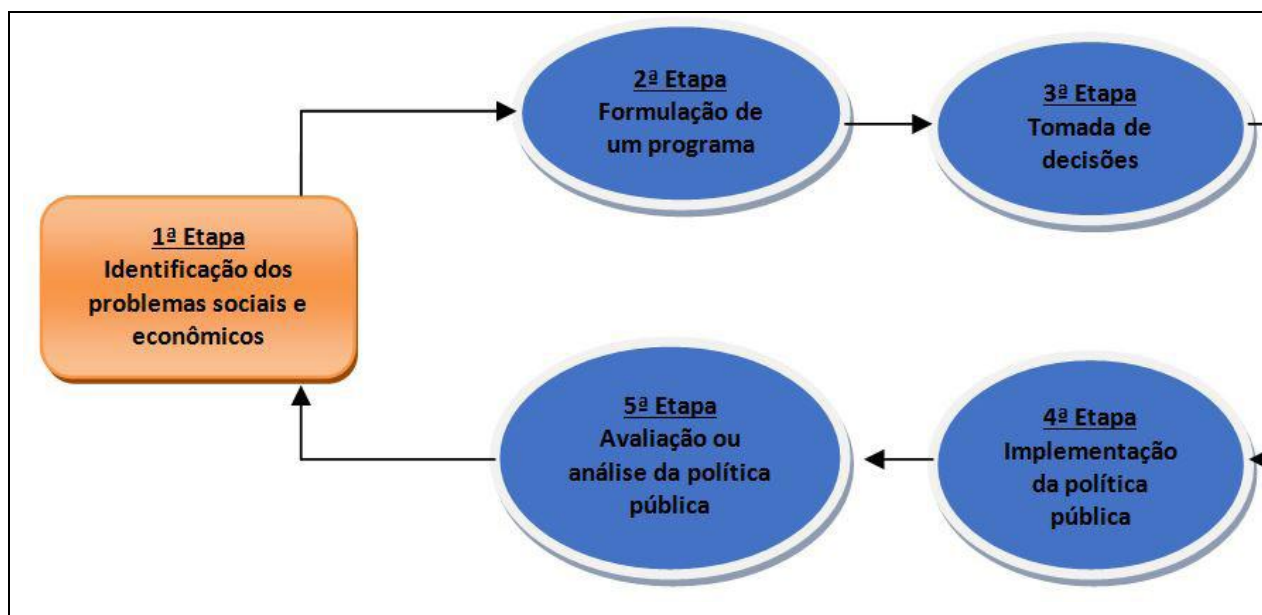 1ª Etapa
Identificação dos
problemas sociais e
econômicos
2ª Etapa
Formulação de
um programa
3ª Etapa
Tomada de
decisões
4ª Etapa
Implementação
da política
pública
5ª Etapa
Avaliação ou
análise da política
pública